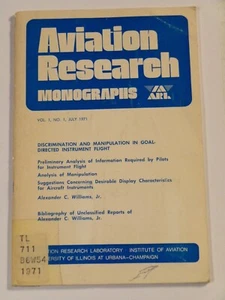 Aviation
Research
MONOGRAPHS
ARL
VOL. 1, NO. 1, JULY 1971
DISCRIMINATION AND MANIPULATION IN GOAL-
DIRECTED INSTRUMENT FLIGHT
Preliminary Analysis of Information Required by Pilots
for Instrument Flight
Analysis of Manipulation
Suggestions Concerning Desirable Display Characteristics
for Aircraft Instruments
Alexander C. Williams, Jr.
Bibliography of Unclassified Reports of
Alexander C. Williams, Jr.
TL
711
1971
ATION RESEARCH LABORATORY · INSTITUTE OF AVIATION
VERSITY OF ILLINOIS AT URBANA–CHAMPAIGN